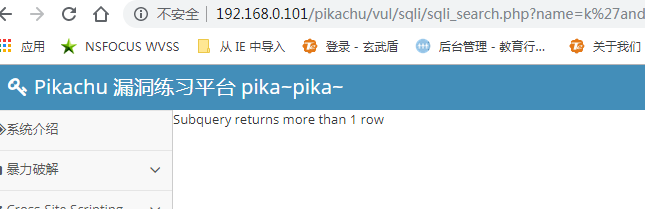 不安全 192.168.0.101/pikachu/vul/sqli/sqli_search.php?name=k%27and
应用 NSFOCUS WVSS 从 IE 中导入 登录 - 玄武盾 后台管理 - 教育行... 关于我们
Pikachu 漏洞练习平台 pika~pika~
系统介绍
Subquery returns more than 1 row
暴力破解
Cross-Site Scripting